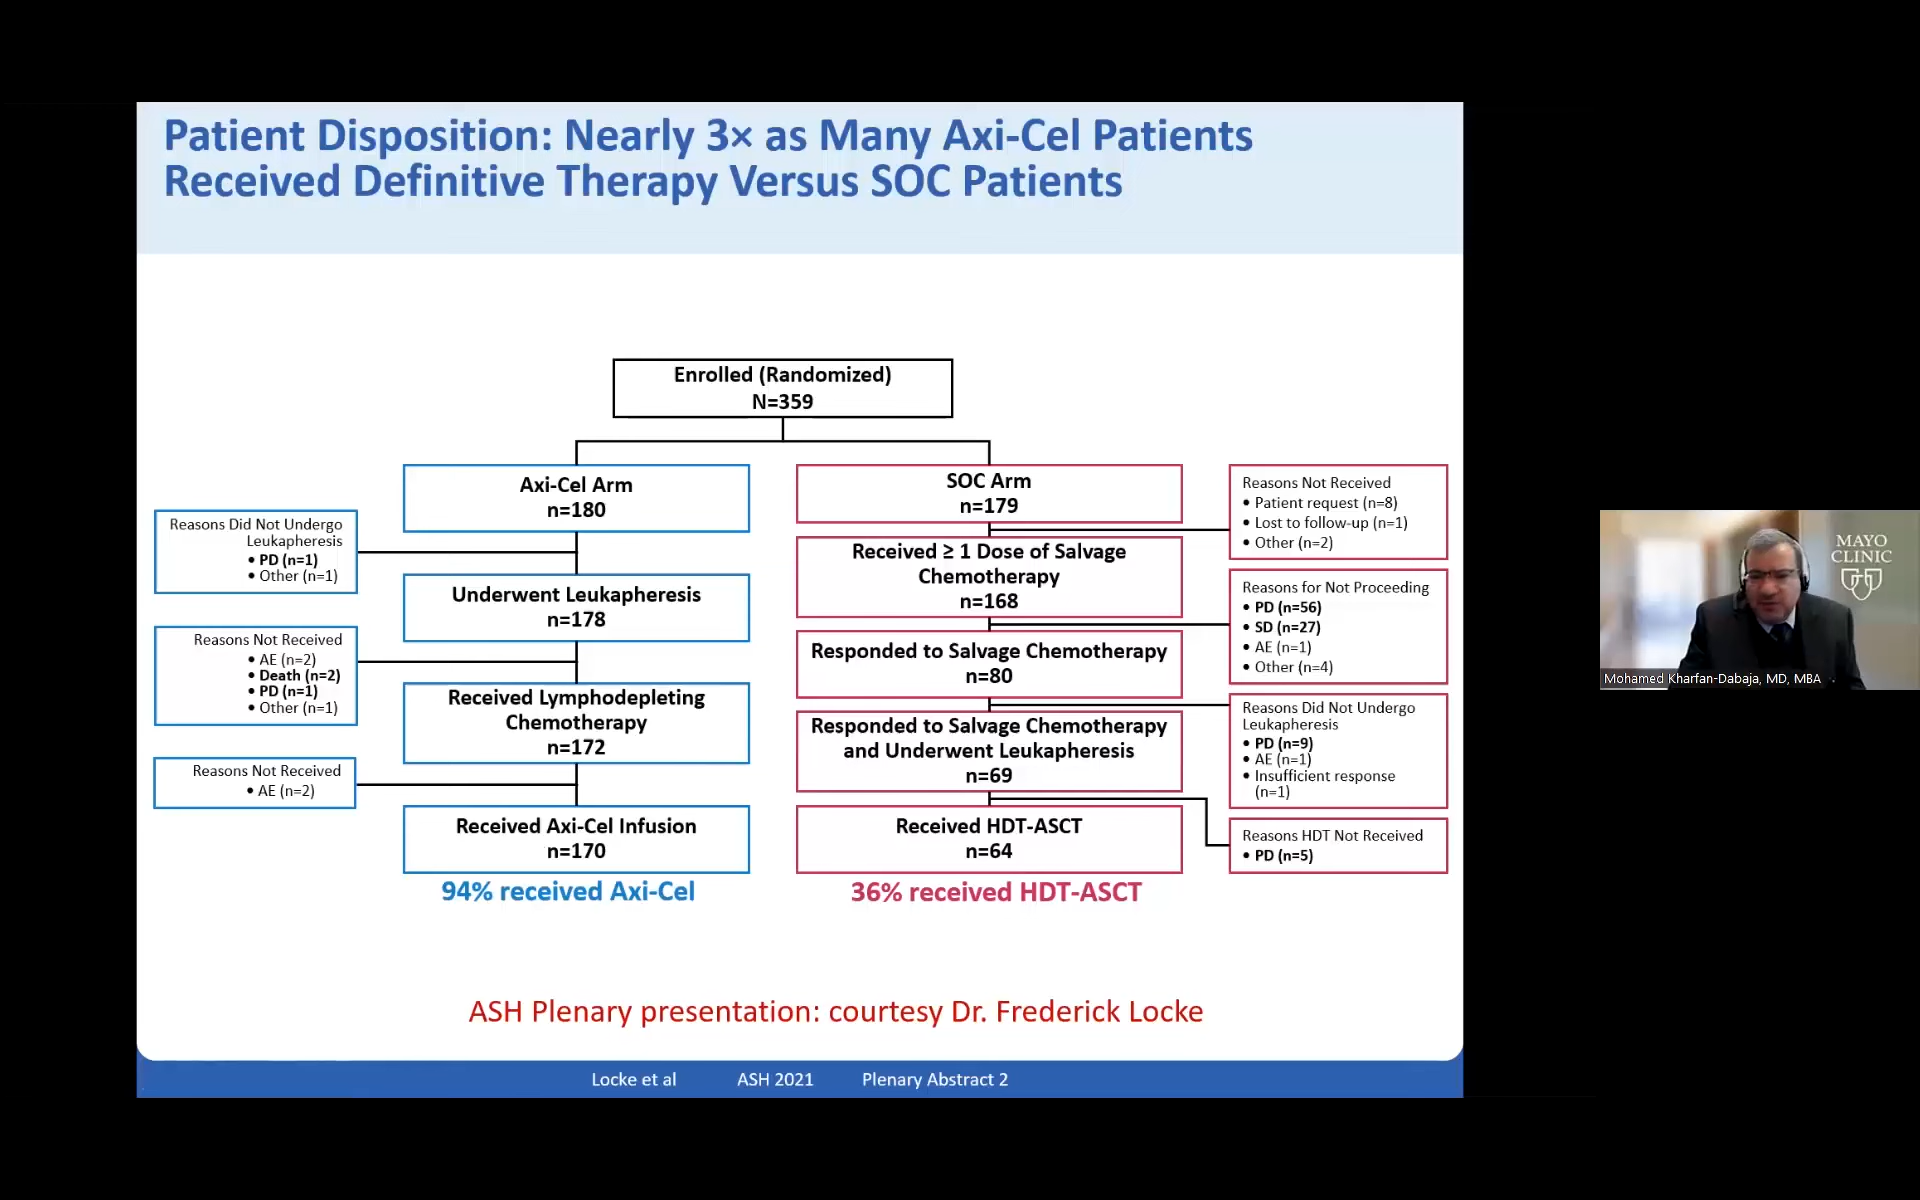 Patient Disposition: Nearly 3× as Many Axi-Cel Patients
Received Definitive Therapy Versus SOC Patients
Enrolled (Randomized)
N=359
Axi-Cel Arm
n=180
Reasons Did Not Undergo
Leukapheresis
• PD (n=1)
• Other (n=1)
Underwent Leukapheresis
n=178
Reasons Not Received
• AE (n=2)
• Death (n=2)
• PD (n=1)
• Other (n=1)
Received Lymphodepleting
Chemotherapy
n=172
Reasons Not Received
• AE (n=2)
Received Axi-Cel Infusion
n=170
94% received Axi-Cel
SOC Arm
n=179
Reasons Not Received
• Patient request (n=8)
• Lost to follow-up (n=1)
• Other (n=2)
Received ≥ 1 Dose of Salvage
Chemotherapy
n=168
Reasons for Not Proceeding
• PD (n=56)
• SD (n=27)
• AE (n=1)
• Other (n=4)
Responded to Salvage Chemotherapy
n=80
Reasons Did Not Undergo
Leukapheresis
• PD (n=9)
• AE (n=1)
• Insufficient response
(n=1)
Responded to Salvage Chemotherapy
and Underwent Leukapheresis
n=69
Reasons HDT Not Received
• PD (n=5)
Received HDT-ASCT
n=64
36% received HDT-ASCT
ASH Plenary presentation: courtesy Dr. Frederick Locke
Locke et al ASH 2021 Plenary Abstract 2
MAYO
CLINIC
Mohamed Kharfan-Dabaja, MD, MBA